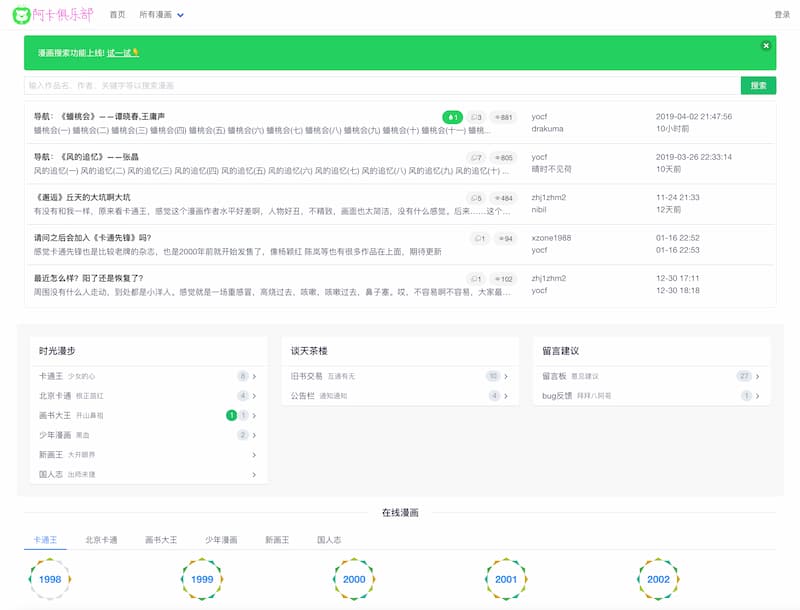 阿卡俱乐部 首页 所有漫画 登录
漫画搜索功能上线! 试一试👇
输入作品名、作者、关键字等以搜索漫画 搜索
导航：《蟠桃会》——谭晓春,王庸声 1 3 881 yocf 2019-04-02 21:47:56
蟠桃会(一) 蟠桃会(二) 蟠桃会(三) 蟠桃会(四) 蟠桃会(五) 蟠桃会(六) 蟠桃会(七) 蟠桃会(八) 蟠桃会(九) 蟠桃会(十) 蟠桃会(十一) 蟠桃... drakuma 10小时前
导航：《风的追忆》——张晶 7 805 yocf 2019-03-26 22:33:14
风的追忆(一) 风的追忆(二) 风的追忆(三) 风的追忆(四) 风的追忆(五) 风的追忆(六) 风的追忆(七) 风的追忆(八) 风的追忆(九) 风的追忆(十) ... 晴时不见荷 10天前
《邂逅》丘天的大坑啊大坑 5 484 zhj1zhm2 11-24 21:33
有没有和我一样，原来看卡通王，感觉这个漫画作者水平好差啊，人物好丑，不精致，画面也太简洁，没有什么感觉。后来……这个... nibil 12天前
请问之后会加入《卡通先锋》吗? 1 94 xzone1988 01-16 22:52
感觉卡通先锋也是比较老牌的杂志，也是2000年前就开始发售了，像杨颖红 陈岚等也有很多作品在上面，期待更新 yocf 01-16 22:53
最近怎么样？阳了还是恢复了? 1 102 zhj1zhm2 12-30 17:11
周围没有什么人走动，到处都是小洋人。感觉就是一场重感冒，高烧过去，咳嗽，咳嗽过去，鼻子塞。哎，不容易啊不容易，大家最... yocf 12-30 18:18
时光漫步
卡通王 少女的心 8
北京卡通 根正苗红 4
画书大王 开山鼻祖 1 1
少年漫画 黑血 2
新画王 大开眼界
国人志 出师未捷
谈天茶楼
旧书交易 互通有无 10
公告栏 通知通知 4
留言建议
留言板 意见建议 27
bug反馈 拜拜八阿哥 1
在线漫画
卡通王 北京卡通 画书大王 少年漫画 新画王 国人志
1998 1999 2000 2001 2002